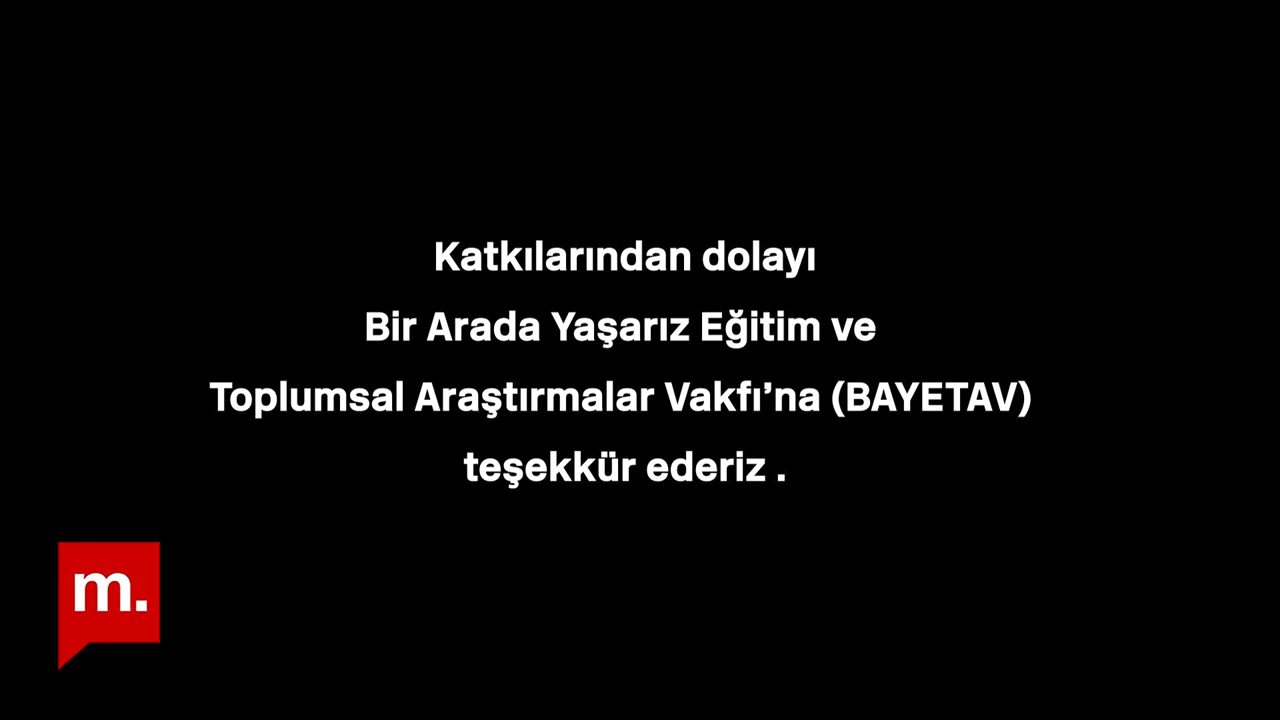 Katkılarından dolayı
Bir Arada Yaşarız Eğitim ve
Toplumsal Araştırmalar Vakfı’na (BAYETAV)
teşekkür ederiz .
m.